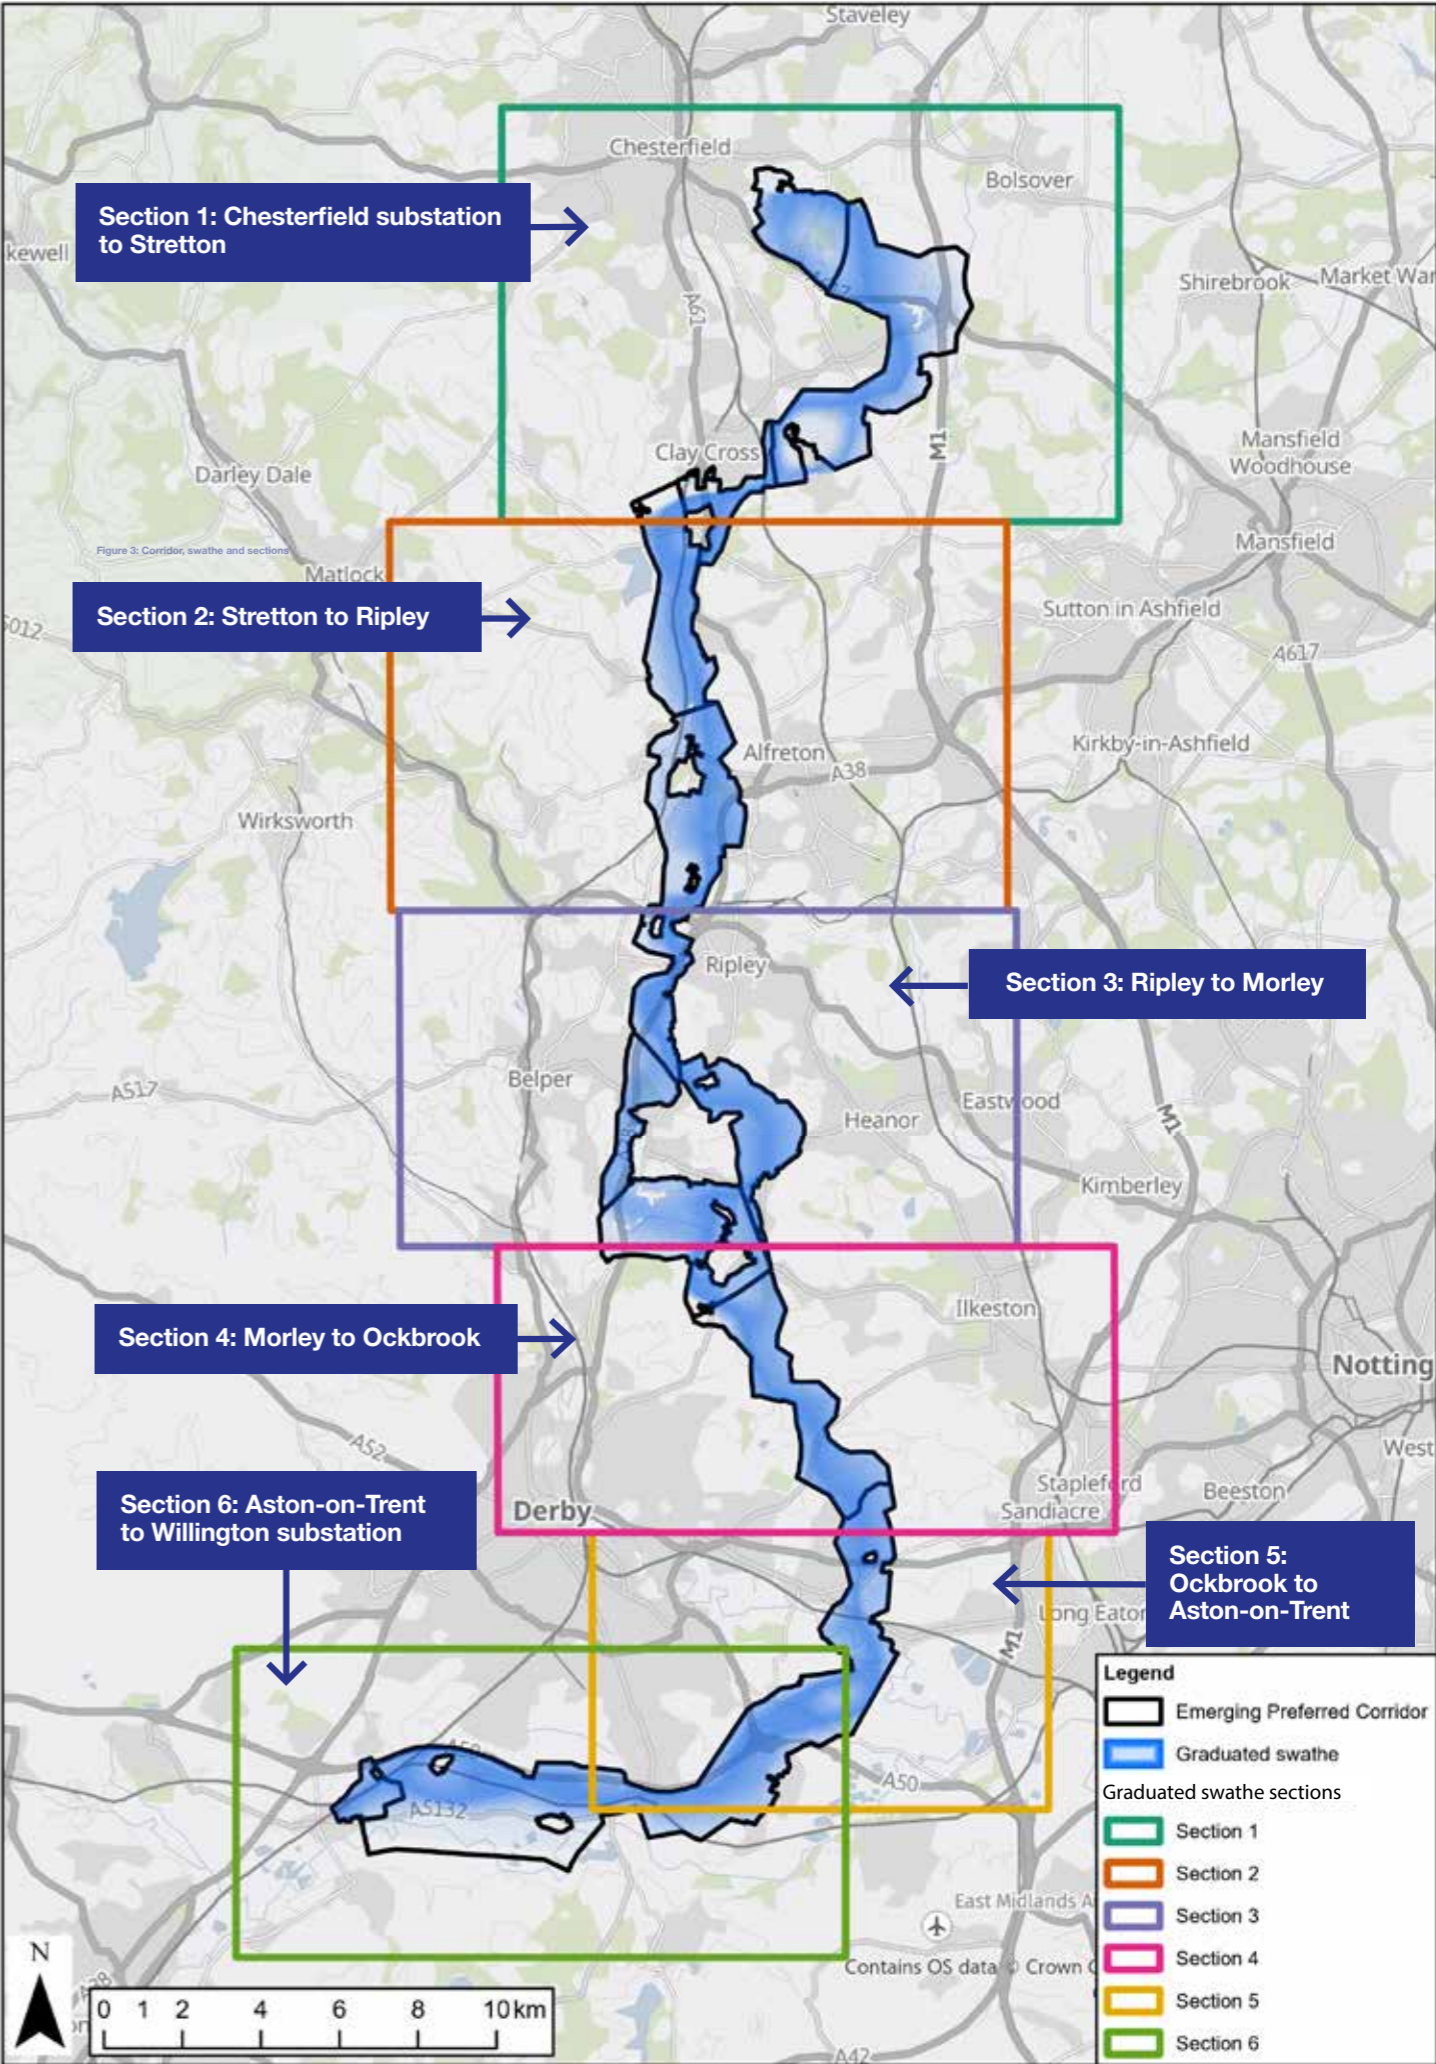 Staveley
Chesterfield
Bolsover
Section 1: Chesterfield substation
to Stretton
kewell
Shirebrook
Market War
A61
M1
Clay Cross
Mansfield
Woodhouse
Darley Dale
Mansfield
Figure 3: Corridor, swathe and sections
Matlock
Section 2: Stretton to Ripley
Sutton in Ashfield
A617
Kirkby-in-Ashfield
Alfreton
A38
Wirksworth
Ripley
Section 3: Ripley to Morley
Belper
A517
Eastwood
Heanor
M1
Kimberley
Ilkeston
Section 4: Morley to Ockbrook
Notting
A52
West
Stapleford
Beeston
Sandiacre
Derby
Section 6: Aston-on-Trent
to Willington substation
Section 5:
Ockbrook to
Aston-on-Trent
Long Eaton
M1
A50
A5132
East Midlands A
Contains OS data © Crown C
A38
A42
N
0 1 2 4 6 8 10 km
Legend
Emerging Preferred Corridor
Graduated swathe
Graduated swathe sections
Section 1
Section 2
Section 3
Section 4
Section 5
Section 6